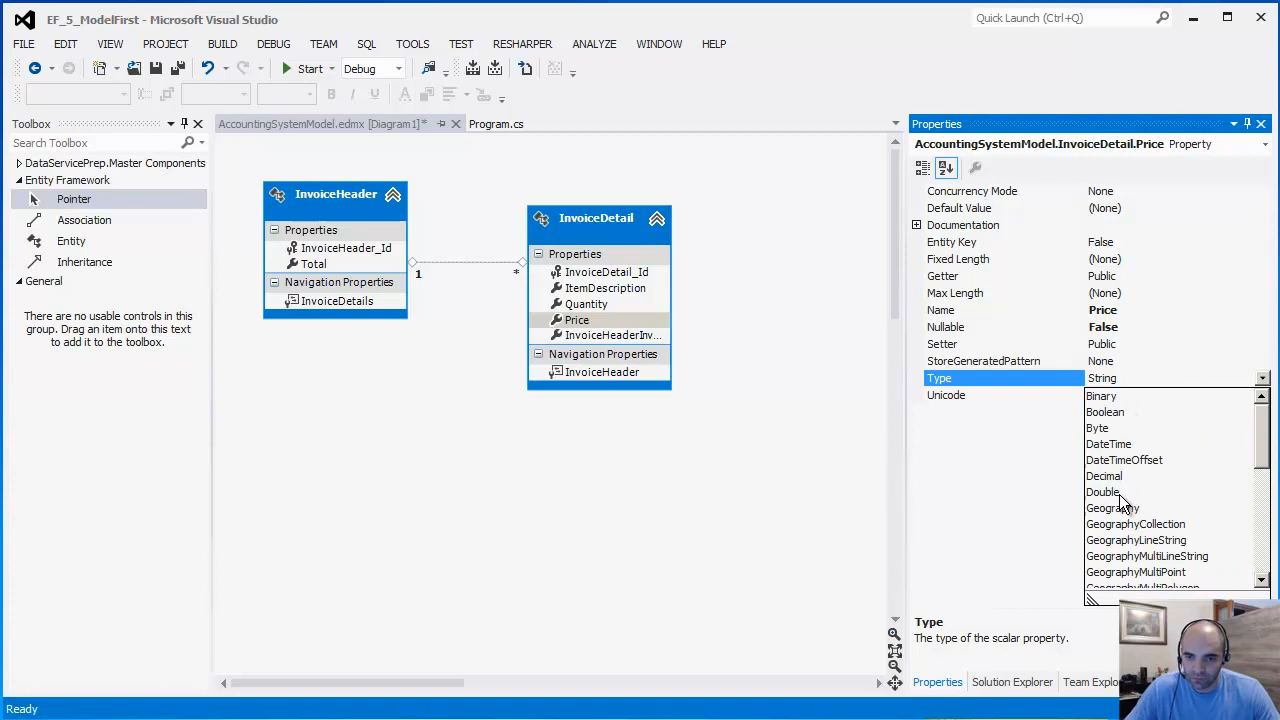 EF_5_ModelFirst - Microsoft Visual Studio
Quick Launch (Ctrl+Q)
FILE EDIT VIEW PROJECT BUILD DEBUG TEAM SQL TOOLS TEST RESHARPER ANALYZE WINDOW HELP
Start Debug
Toolbox
Search Toolbox
DataServicePrep.Master Components
Entity Framework
Pointer
Association
Entity
Inheritance
General
There are no usable controls in this
group. Drag an item onto this text
to add it to the toolbox.
AccountingSystemModel.edmx [Diagram1]*
Program.cs
InvoiceHeader
Properties
InvoiceHeader_Id
Total
Navigation Properties
InvoiceDetails
1
*
InvoiceDetail
Properties
InvoiceDetail_Id
ItemDescription
Quantity
Price
InvoiceHeaderInv...
Navigation Properties
InvoiceHeader
Properties
AccountingSystemModel.InvoiceDetail.Price Property
Concurrency Mode None
Default Value (None)
Documentation
Entity Key False
Fixed Length (None)
Getter Public
Max Length (None)
Name Price
Nullable False
Setter Public
StoreGeneratedPattern None
Type String
Unicode
Binary
Boolean
Byte
DateTime
DateTimeOffset
Decimal
Double
Geography
GeographyCollection
GeographyLineString
GeographyMultiLineString
GeographyMultiPoint
GeographyMultiPolygon
Type
The type of the scalar property.
Properties Solution Explorer Team Explo
Ready